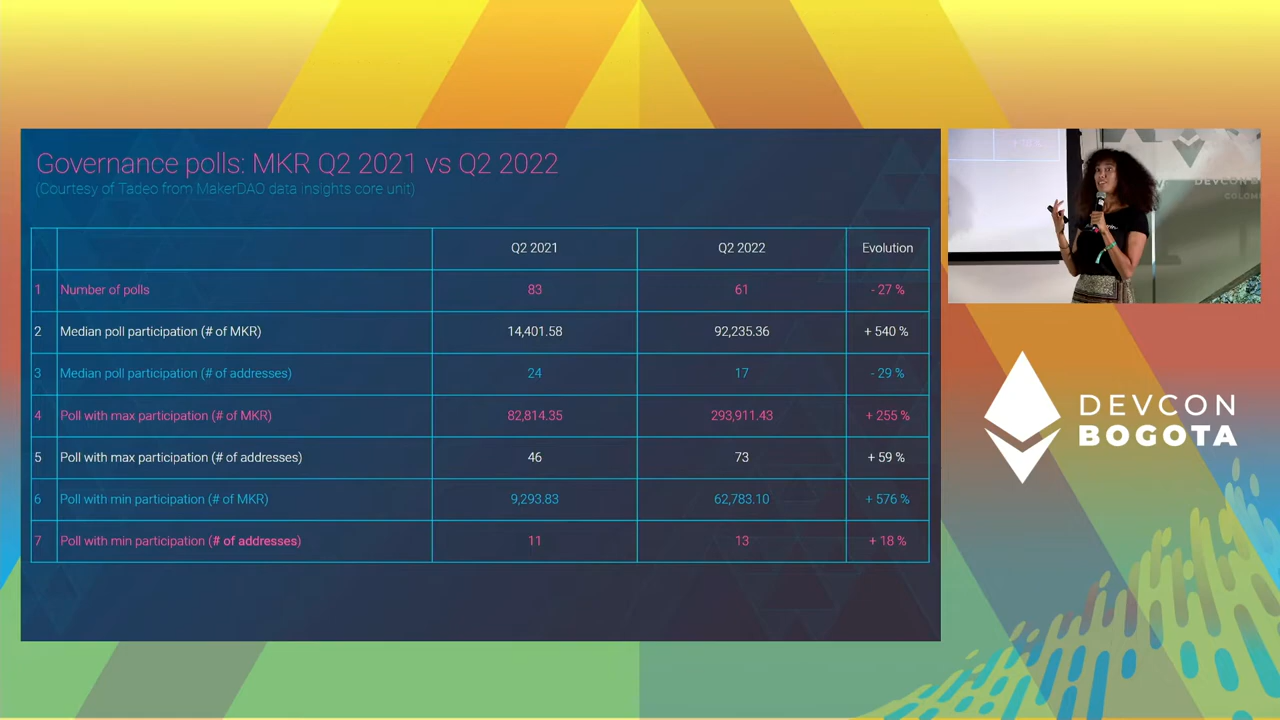 Governance polls: MKR Q2 2021 vs Q2 2022
(Courtesy of Tadeo from MakerDAO data insights core unit)
Q2 2021 Q2 2022 Evolution
1 Number of polls 83 61 - 27 %
2 Median poll participation (# of MKR) 14,401.58 92,235.36 + 540 %
3 Median poll participation (# of addresses) 24 17 - 29 %
4 Poll with max participation (# of MKR) 82,814.35 293,911.43 + 255 %
5 Poll with max participation (# of addresses) 46 73 + 59 %
6 Poll with min participation (# of MKR) 9,293.83 62,783.10 + 576 %
7 Poll with min participation (# of addresses) 11 13 + 18 %
DEVCON
BOGOTA